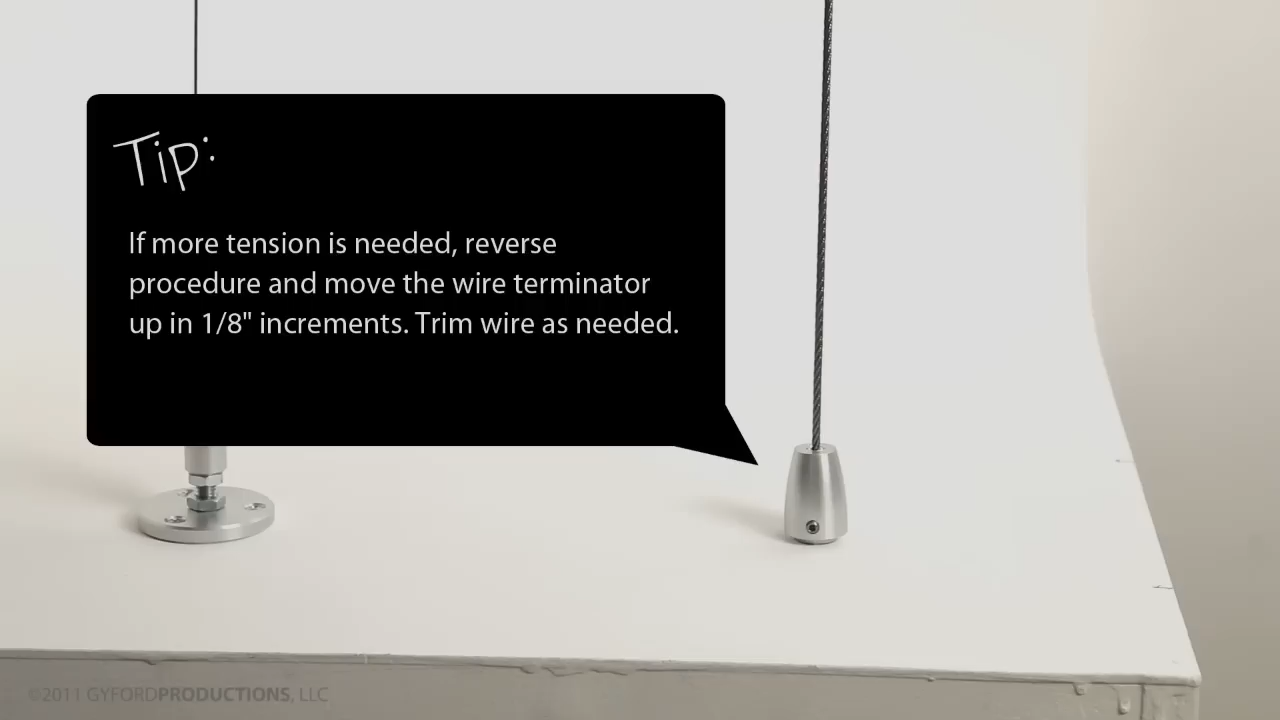 Tip:
If more tension is needed, reverse
procedure and move the wire terminator
up in 1/8" increments. Trim wire as needed.
©2011 GYFORDPRODUCTIONS, LLC